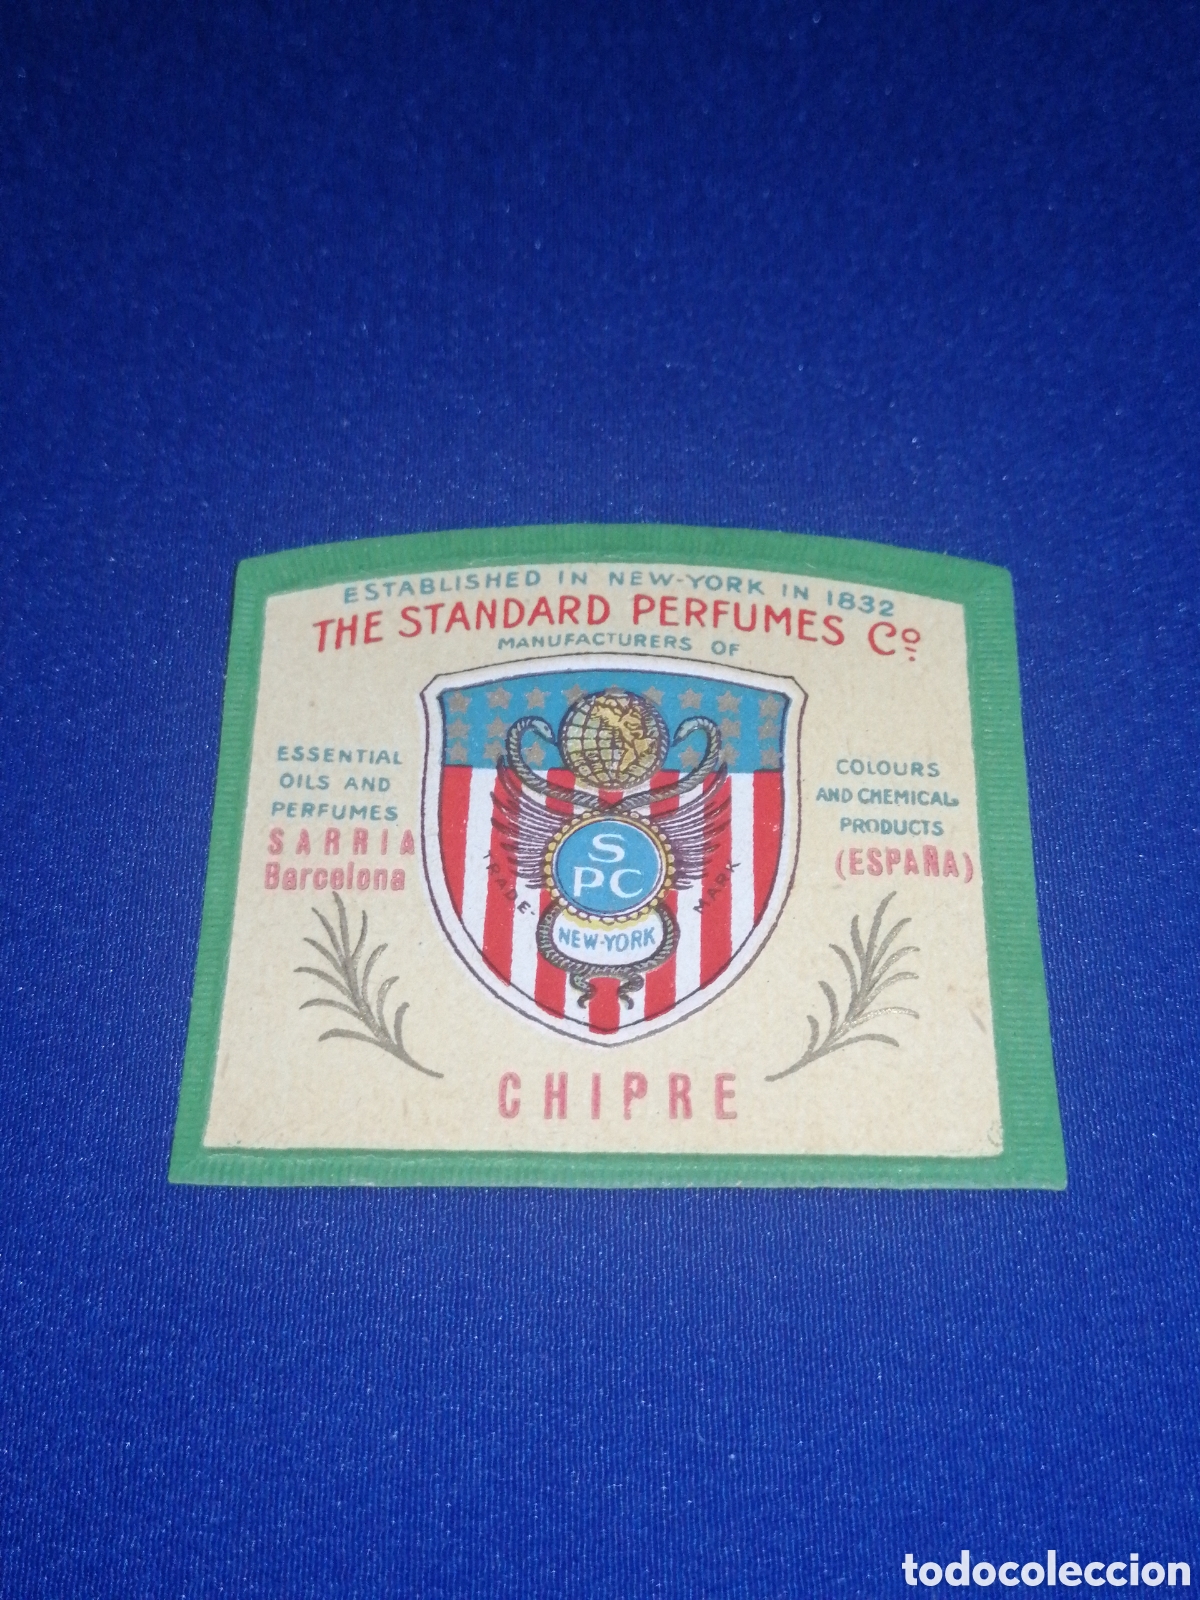 ESTABLISHED IN NEW-YORK IN 1832
THE STANDARD PERFUMES Co.
MANUFACTURERS OF
ESSENTIAL
OILS AND
PERFUMES
SARRIA
Barcelona
S
PC
TRADE-MARK
NEW-YORK
COLOURS
AND CHEMICAL
PRODUCTS
(ESPAÑA)
CHIPRE
todocoleccion